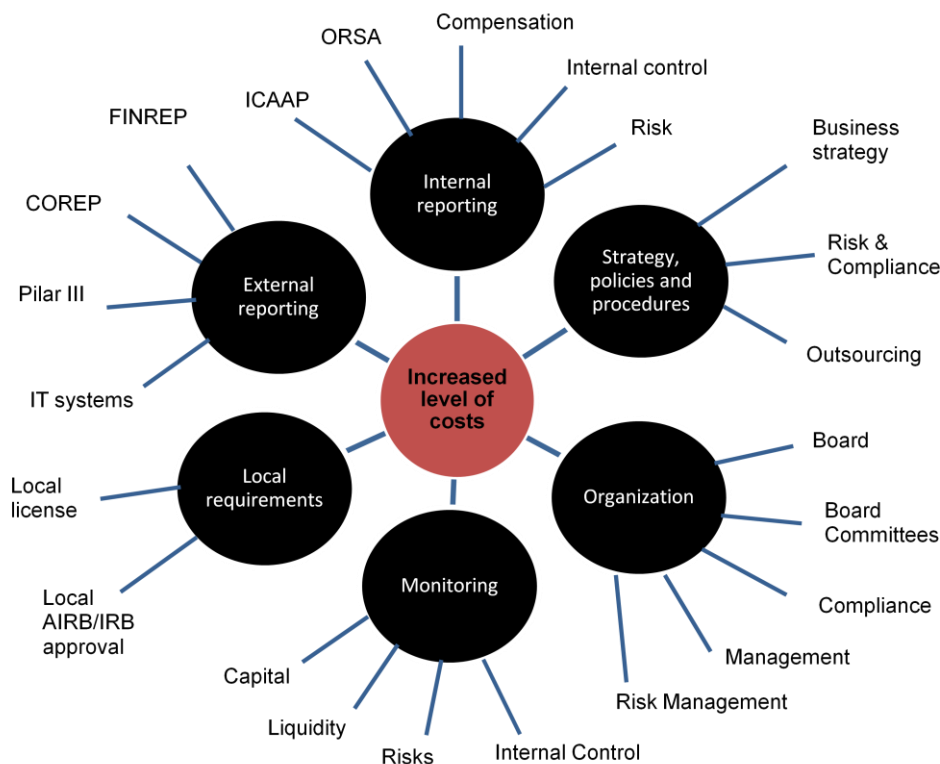 Compensation
ORSA
Internal control
ICAAP
FINREP
Risk
Business
strategy
Internal
reporting
COREP
Risk &
Compliance
Strategy,
policies and
procedures
External
reporting
Pilar III
Outsourcing
IT systems
Increased
level of
costs
Board
Local
requirements
Local
license
Organization
Board
Committees
Monitoring
Compliance
Local
AIRB/IRB
approval
Management
Capital
Risk Management
Liquidity
Risks
Internal Control